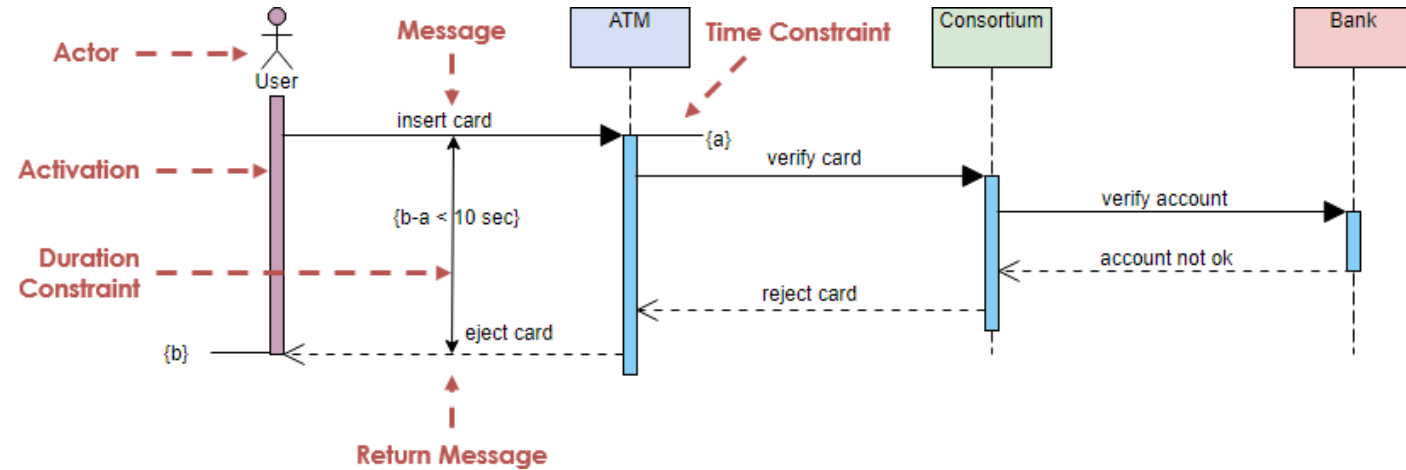 ATM
Consortium
Bank
Message
Time Constraint
Actor
User
insert card
{a}
verify card
Activation
verify account
{b-a < 10 sec}
Duration
Constraint
account not ok
reject card
eject card
{b}
Return Message